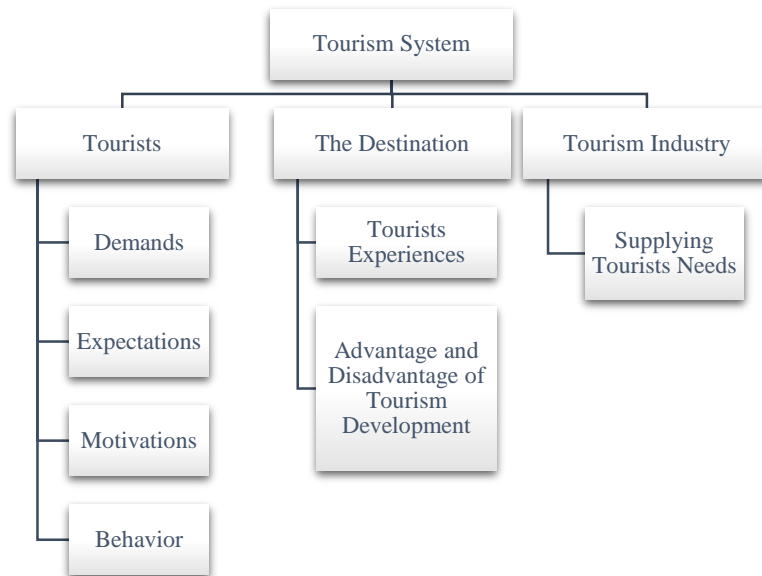 Tourism System
Tourists
The Destination
Tourism Industry
Demands
Expectations
Motivations
Behavior
Tourists
Experiences
Advantage and
Disadvantage of
Tourism
Development
Supplying
Tourists Needs